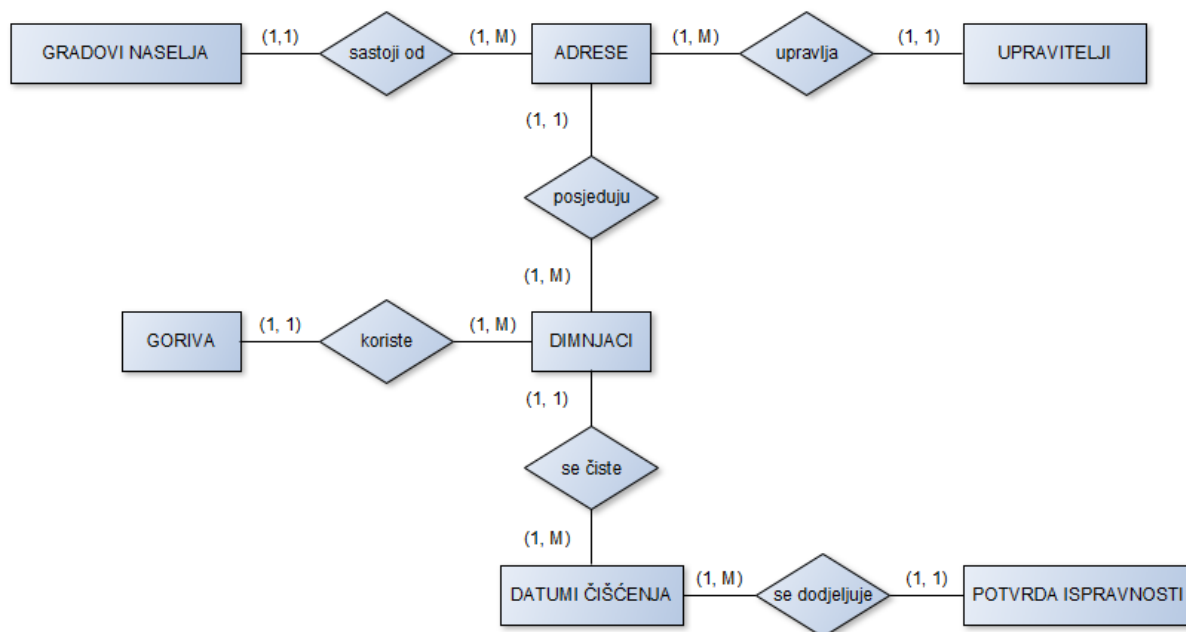 GRADOVI NASELJA (1,1) sastoji od (1, M) ADRESE (1, M) upravlja (1, 1) UPRAVITELJI
(1, 1)
posjeduju
(1, M)
GORIVA (1, 1) koriste (1, M) DIMNJACI
(1, 1)
se čiste
(1, M)
DATUMI ČIŠĆENJA (1, M) se dodjeljuje (1, 1) POTVRDA ISPRAVNOSTI